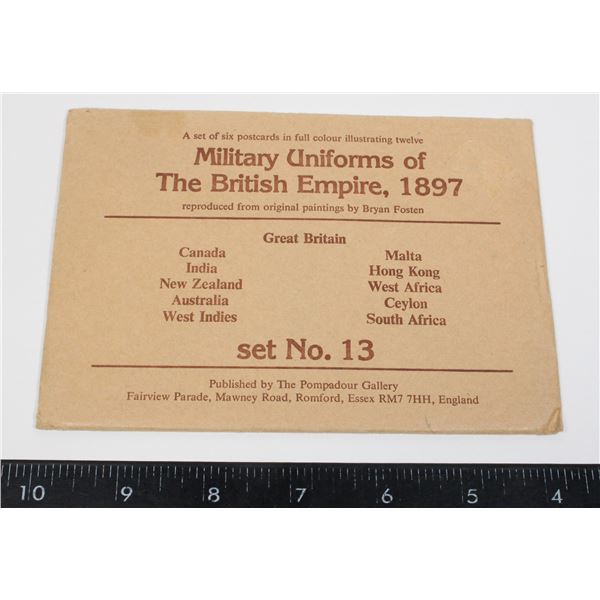 A set of six postcards in full colour illustrating twelve
Military Uniforms of
The British Empire, 1897
reproduced from original paintings by Bryan Fosten
Great Britain
Canada
India
New Zealand
Australia
West Indies
Malta
Hong Kong
West Africa
Ceylon
South Africa
set No. 13
Published by The Pompadour Gallery
Fairview Parade, Mawney Road, Romford, Essex RM7 7HH, England
10 9 8 7 6 5 4